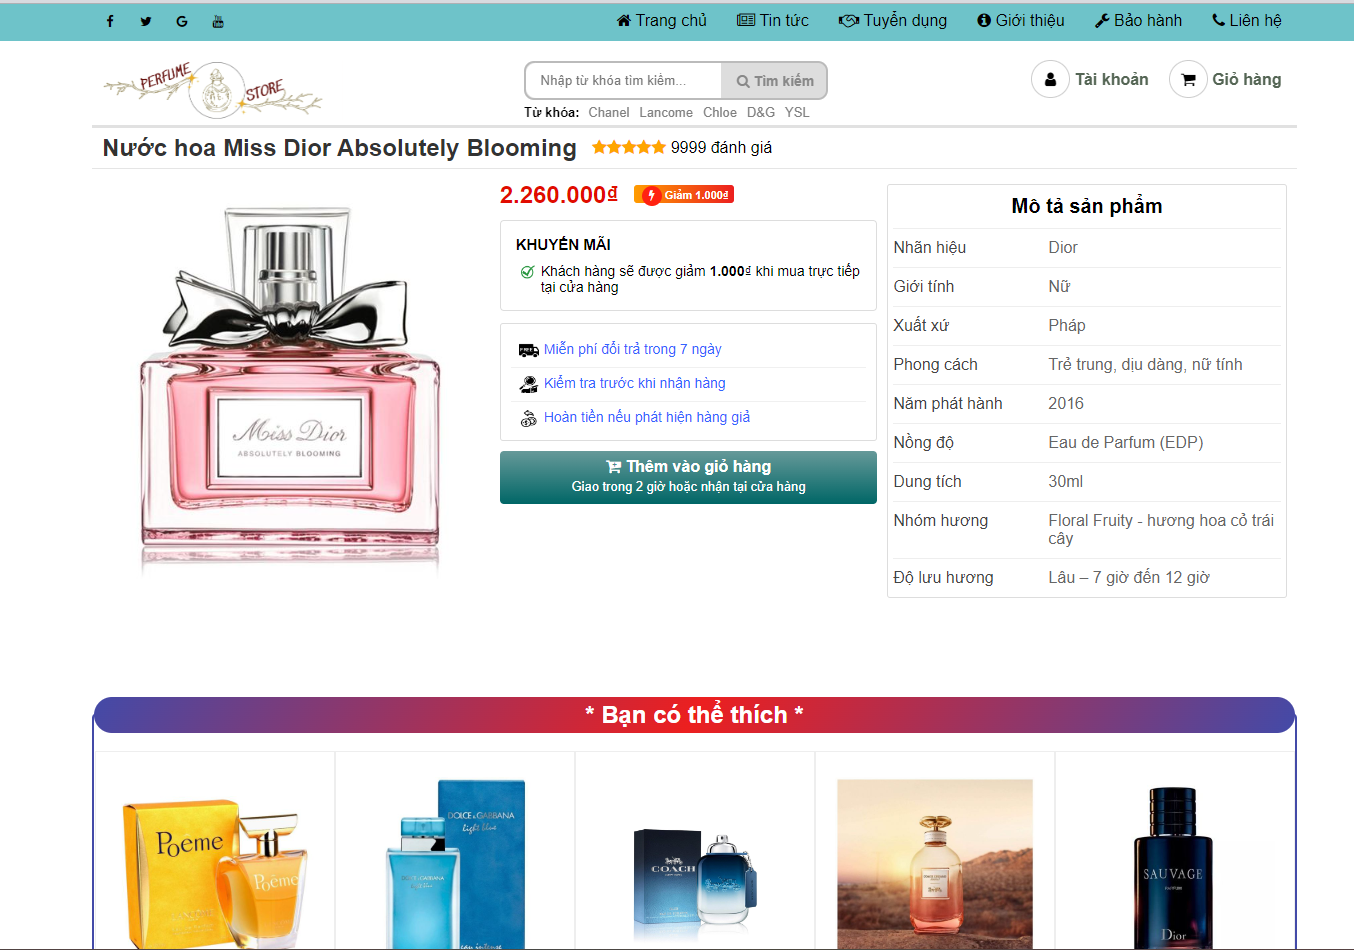 Trang chủ Tin tức Tuyển dụng Giới thiệu Bảo hành Liên hệ
PERFUME STORE
Nhập từ khóa tìm kiếm... Tìm kiếm
Tài khoản Giỏ hàng
Từ khóa: Chanel Lancome Chloe D&G YSL
Nước hoa Miss Dior Absolutely Blooming 9999 đánh giá
Miss Dior
ABSOLUTELY BLOOMING
2.260.000₫ Giảm 1.000₫
KHUYẾN MÃI
Khách hàng sẽ được giảm 1.000₫ khi mua trực tiếp
tại cửa hàng
FREE Miễn phí đổi trả trong 7 ngày
Kiểm tra trước khi nhận hàng
Hoàn tiền nếu phát hiện hàng giả
Thêm vào giỏ hàng
Giao trong 2 giờ hoặc nhận tại cửa hàng
Mô tả sản phẩm
Nhãn hiệu Dior
Giới tính Nữ
Xuất xứ Pháp
Phong cách Trẻ trung, dịu dàng, nữ tính
Năm phát hành 2016
Nồng độ Eau de Parfum (EDP)
Dung tích 30ml
Nhóm hương Floral Fruity - hương hoa cỏ trái
cây
Độ lưu hương Lâu – 7 giờ đến 12 giờ
* Bạn có thể thích *
Poeme
Poême
DOLCE & GABBANA
light blue
DOLCE & GABBANA
eau intense
COACH
SAUVAGE
PARFUM
Dior